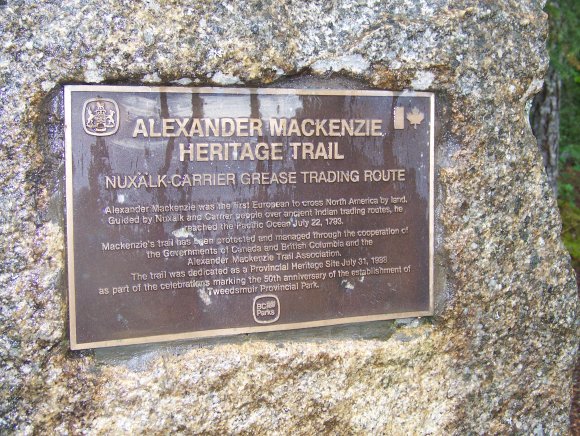 ALEXANDER MACKENZIE
HERITAGE TRAIL
NUXALK-CARRIER GREASE TRADING ROUTE
Alexander Mackenzie was the first European to cross North America by land.
Guided by Nuxalk and Carrier people over ancient Indian trading routes, he
reached the Pacific Ocean July 22, 1793.
Mackenzie's trail has been protected and managed through the cooperation of
the Governments of Canada and British Columbia and the
Alexander Mackenzie Trail Association.
The trail was dedicated as a Provincial Heritage Site July 31, 1988
as part of the celebrations marking the 50th anniversary of the establishment of
Tweedsmuir Provincial Park.
BC
Parks